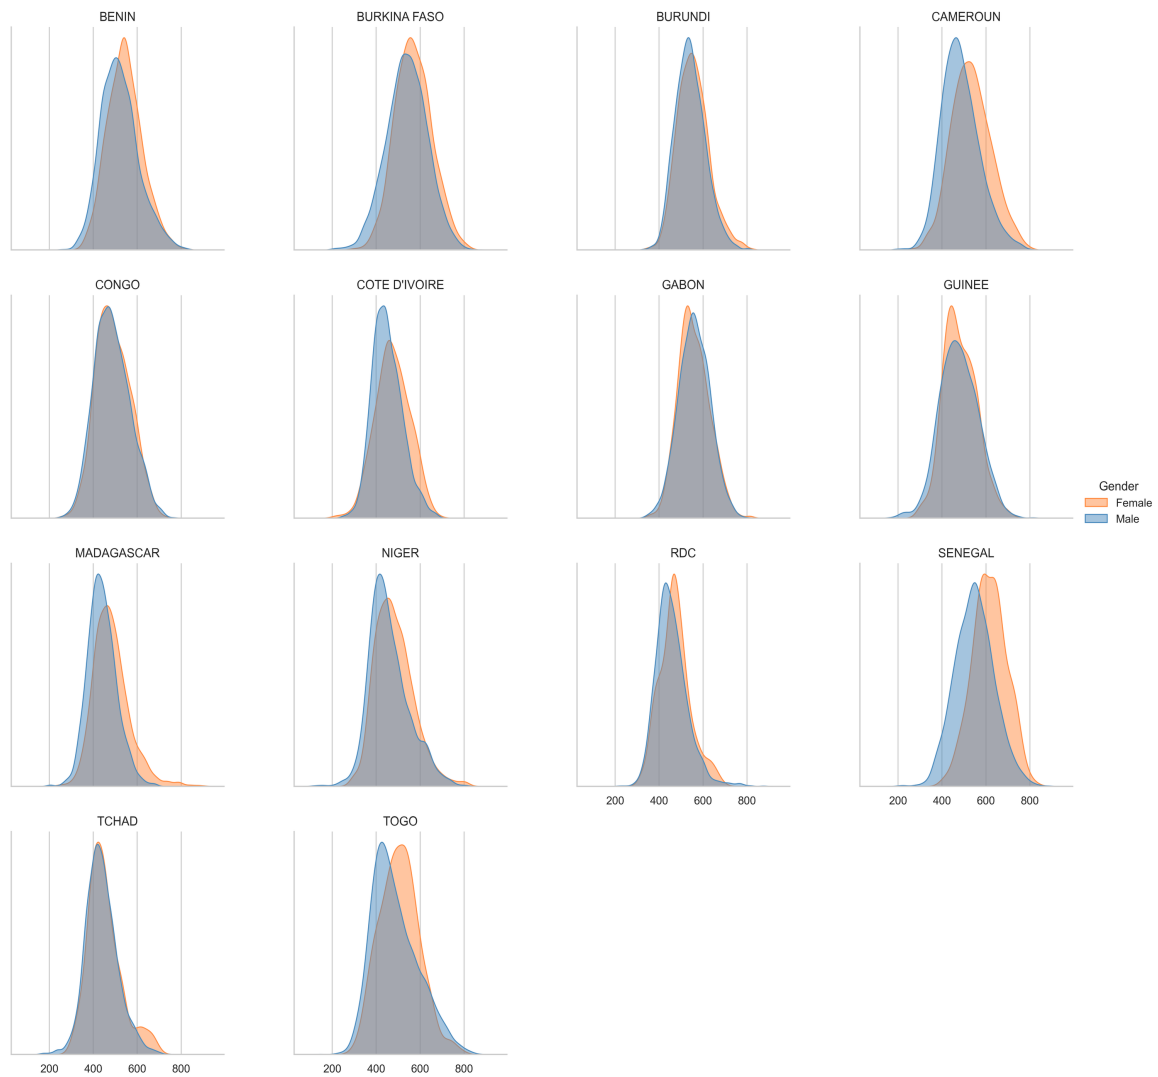 BENIN BURKINA FASO BURUNDI CAMEROUN
CONGO COTE D'IVOIRE GABON GUINEE
Gender
Female
Male
MADAGASCAR NIGER RDC SENEGAL
200 400 600 800 200 400 600 800
TCHAD TOGO
200 400 600 800 200 400 600 800